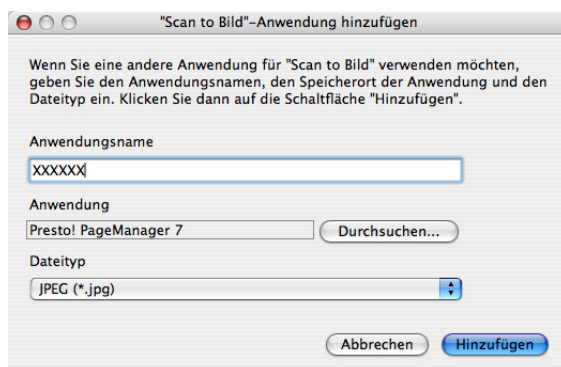 "Scan to Bild"-Anwendung hinzufügen
Wenn Sie eine andere Anwendung für "Scan to Bild" verwenden möchten,
geben Sie den Anwendungsnamen, den Speicherort der Anwendung und den
Dateityp ein. Klicken Sie dann auf die Schaltfläche "Hinzufügen".
Anwendungsname
XXXXXX
Anwendung
Presto! PageManager 7
Durchsuchen...
Dateityp
JPEG (*.jpg)
Abbrechen
Hinzufügen